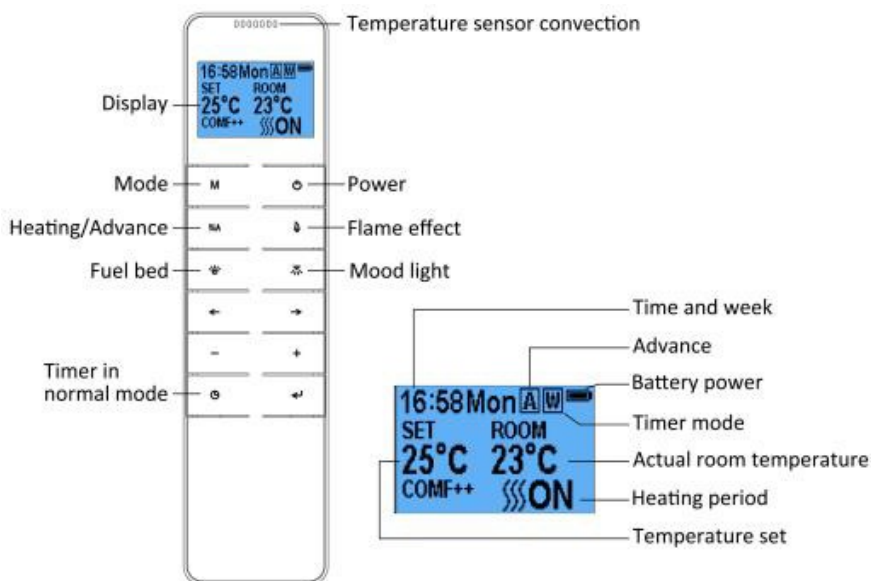 Temperature sensor convection
16:58Mon A W
SET ROOM
25°C 23°C
COMF++ ON
Display
Mode
M
Power
Heating/Advance
Flame effect
Fuel bed
Mood light
← →
- +
Timer in
normal mode
Time and week
Advance
Battery power
16:58Mon A W
Timer mode
SET ROOM
25°C 23°C
Actual room temperature
COMF++ ON
Heating period
Temperature set